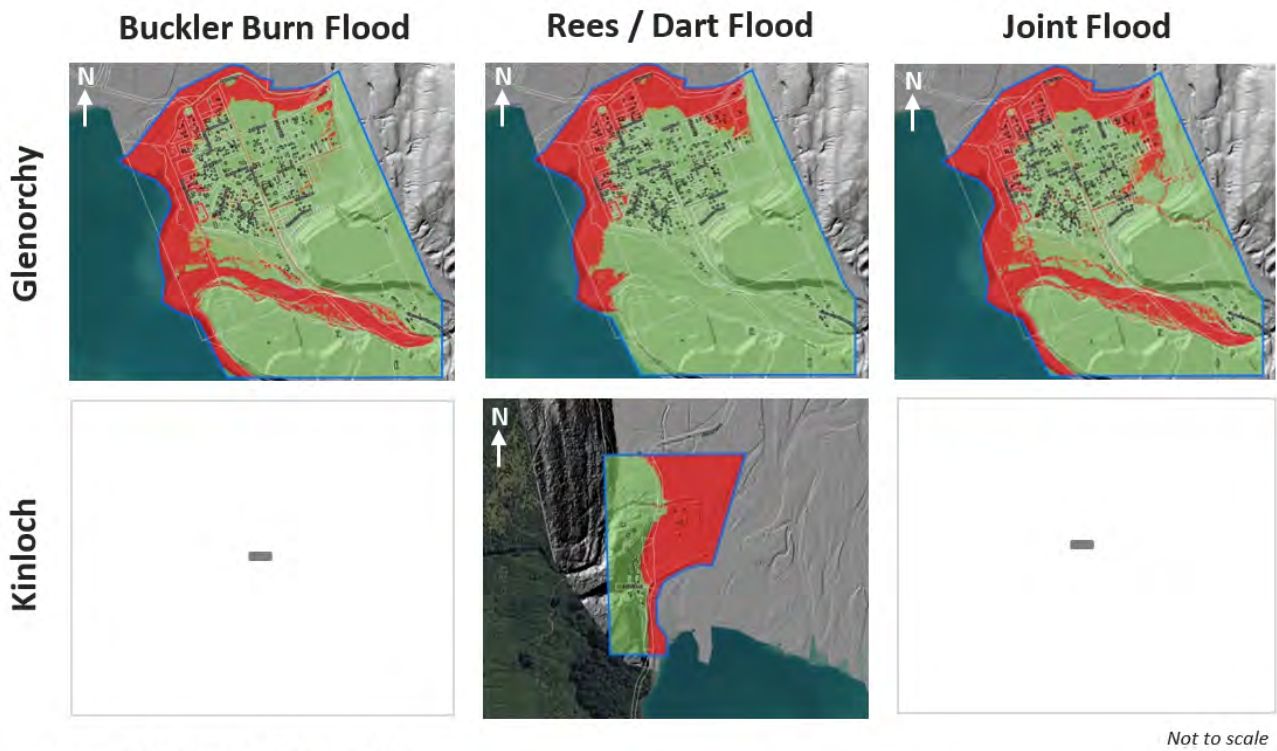 Buckler Burn Flood
Rees / Dart Flood
Joint Flood
Glenorchy
N
N
N
Kinloch
N
Not to scale